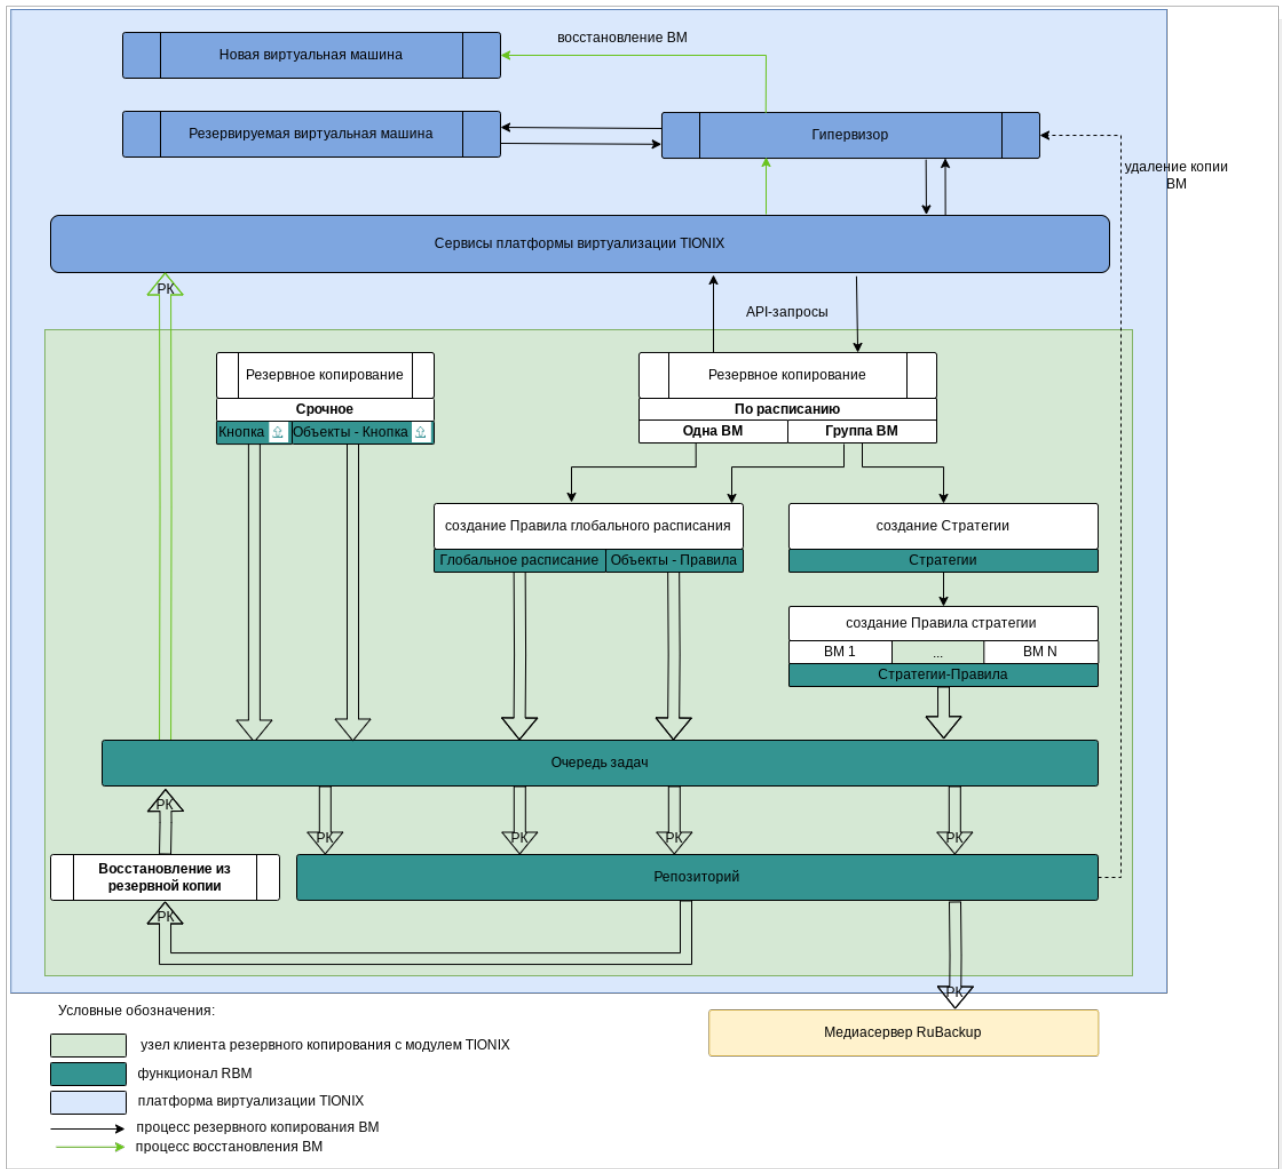 восстановление ВМ
Новая виртуальная машина
Резервируемая виртуальная машина
Гипервизор
удаление копии
ВМ
Сервисы платформы виртуализации TIONIX
РК
API-запросы
Резервное копирование
Срочное
Кнопка
Объекты - Кнопка
Резервное копирование
По расписанию
Одна ВМ
Группа ВМ
создание Правила глобального расписания
Глобальное расписание
Объекты - Правила
создание Стратегии
Стратегии
создание Правила стратегии
ВМ 1
...
ВМ N
Стратегии-Правила
Очередь задач
РК
РК
РК
РК
РК
Восстановление из
резервной копии
Репозиторий
РК
РК
Медиасервер RuBackup
Условные обозначения:
узел клиента резервного копирования с модулем TIONIX
функционал RBM
платформа виртуализации TIONIX
процесс резервного копирования ВМ
процесс восстановления ВМ